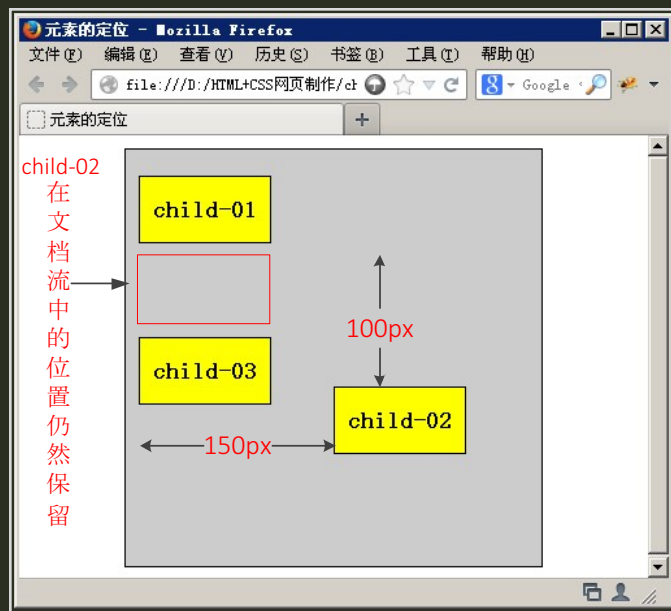 元素的定位 - Mozilla Firefox
文件(F) 编辑(E) 查看(V) 历史(S) 书签(B) 工具(T) 帮助(H)
file:///D:/HTML+CSS网页制作/cl
Google
元素的定位
child-02
在文档流中的位置仍然保留
child-01
100px
child-03
child-02
150px